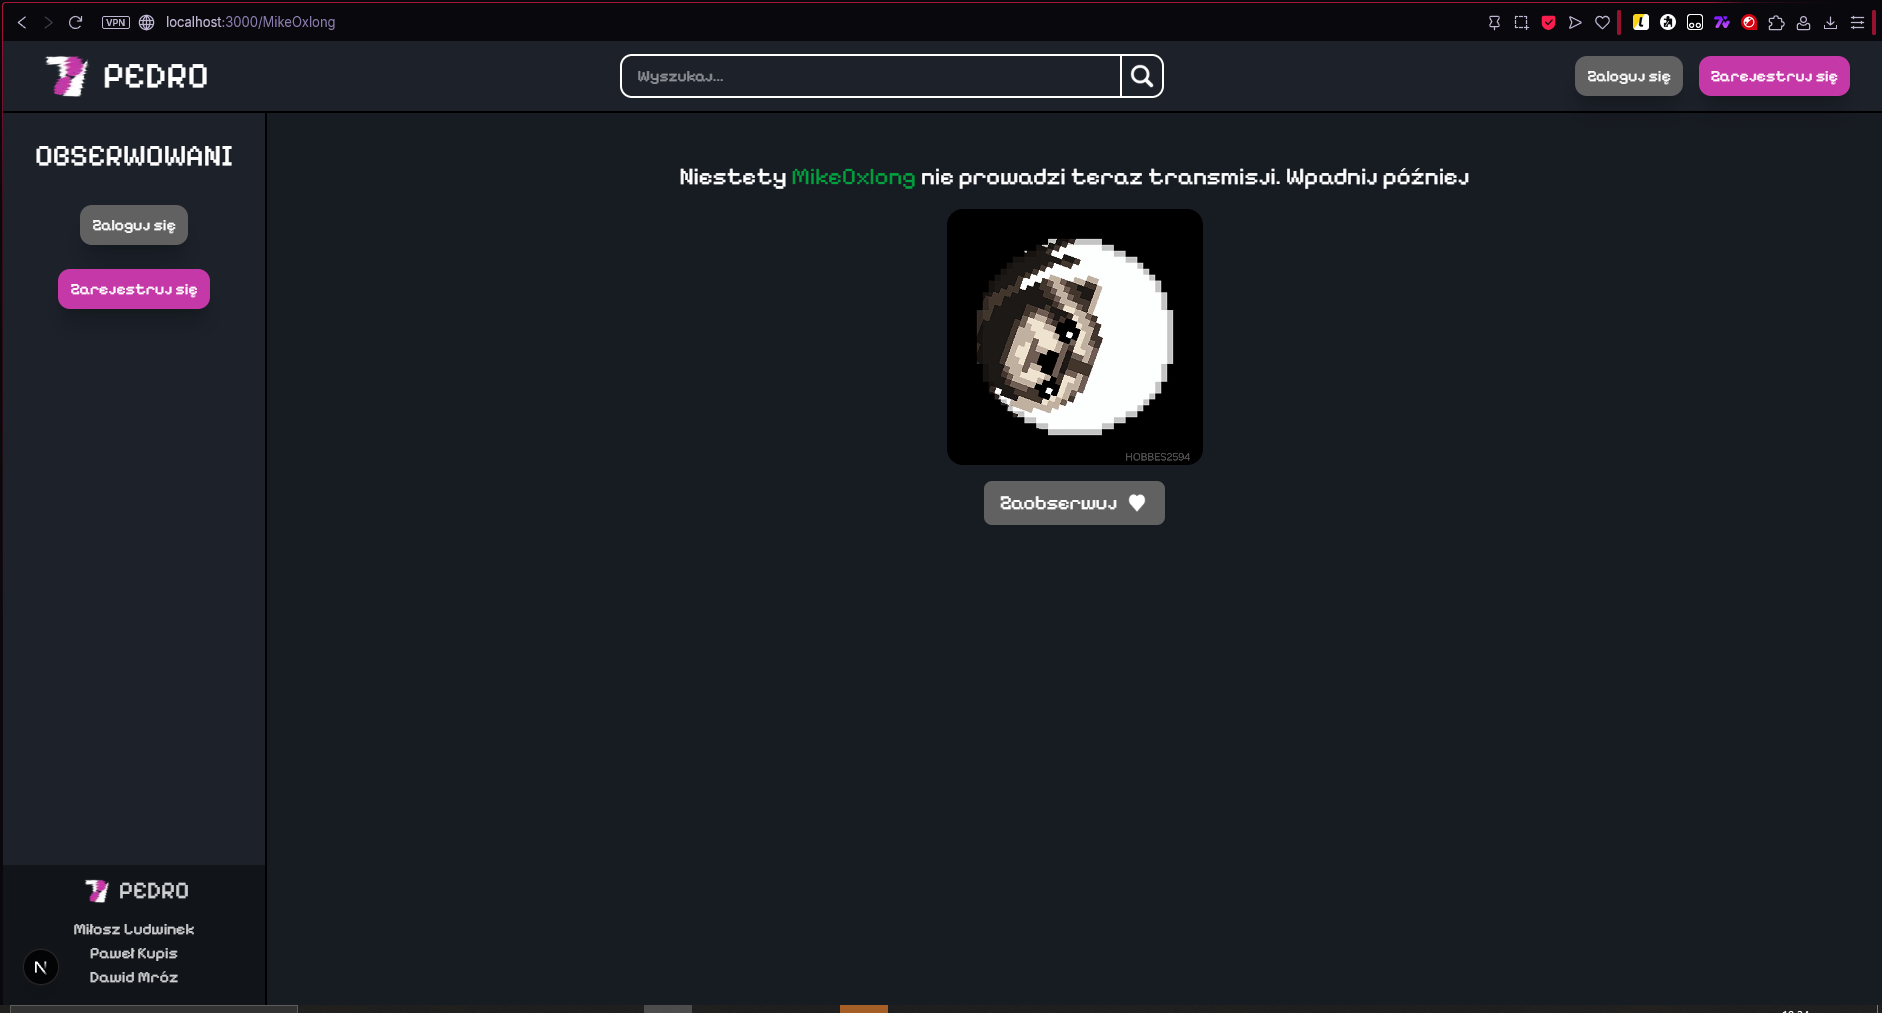 VPN localhost:3000/MikeOxlong
PEDRO
Wyszukaj...
Zaloguj się
Zarejestruj się
OBSERWOWANI
Zaloguj się
Zarejestruj się
Niestety MikeOxlong nie prowadzi teraz transmisji. Wpadnij później
HOBBES2594
Zaobserwuj
PEDRO
Miłosz Ludwinek
Paweł Kupis
Dawid Mróz
N